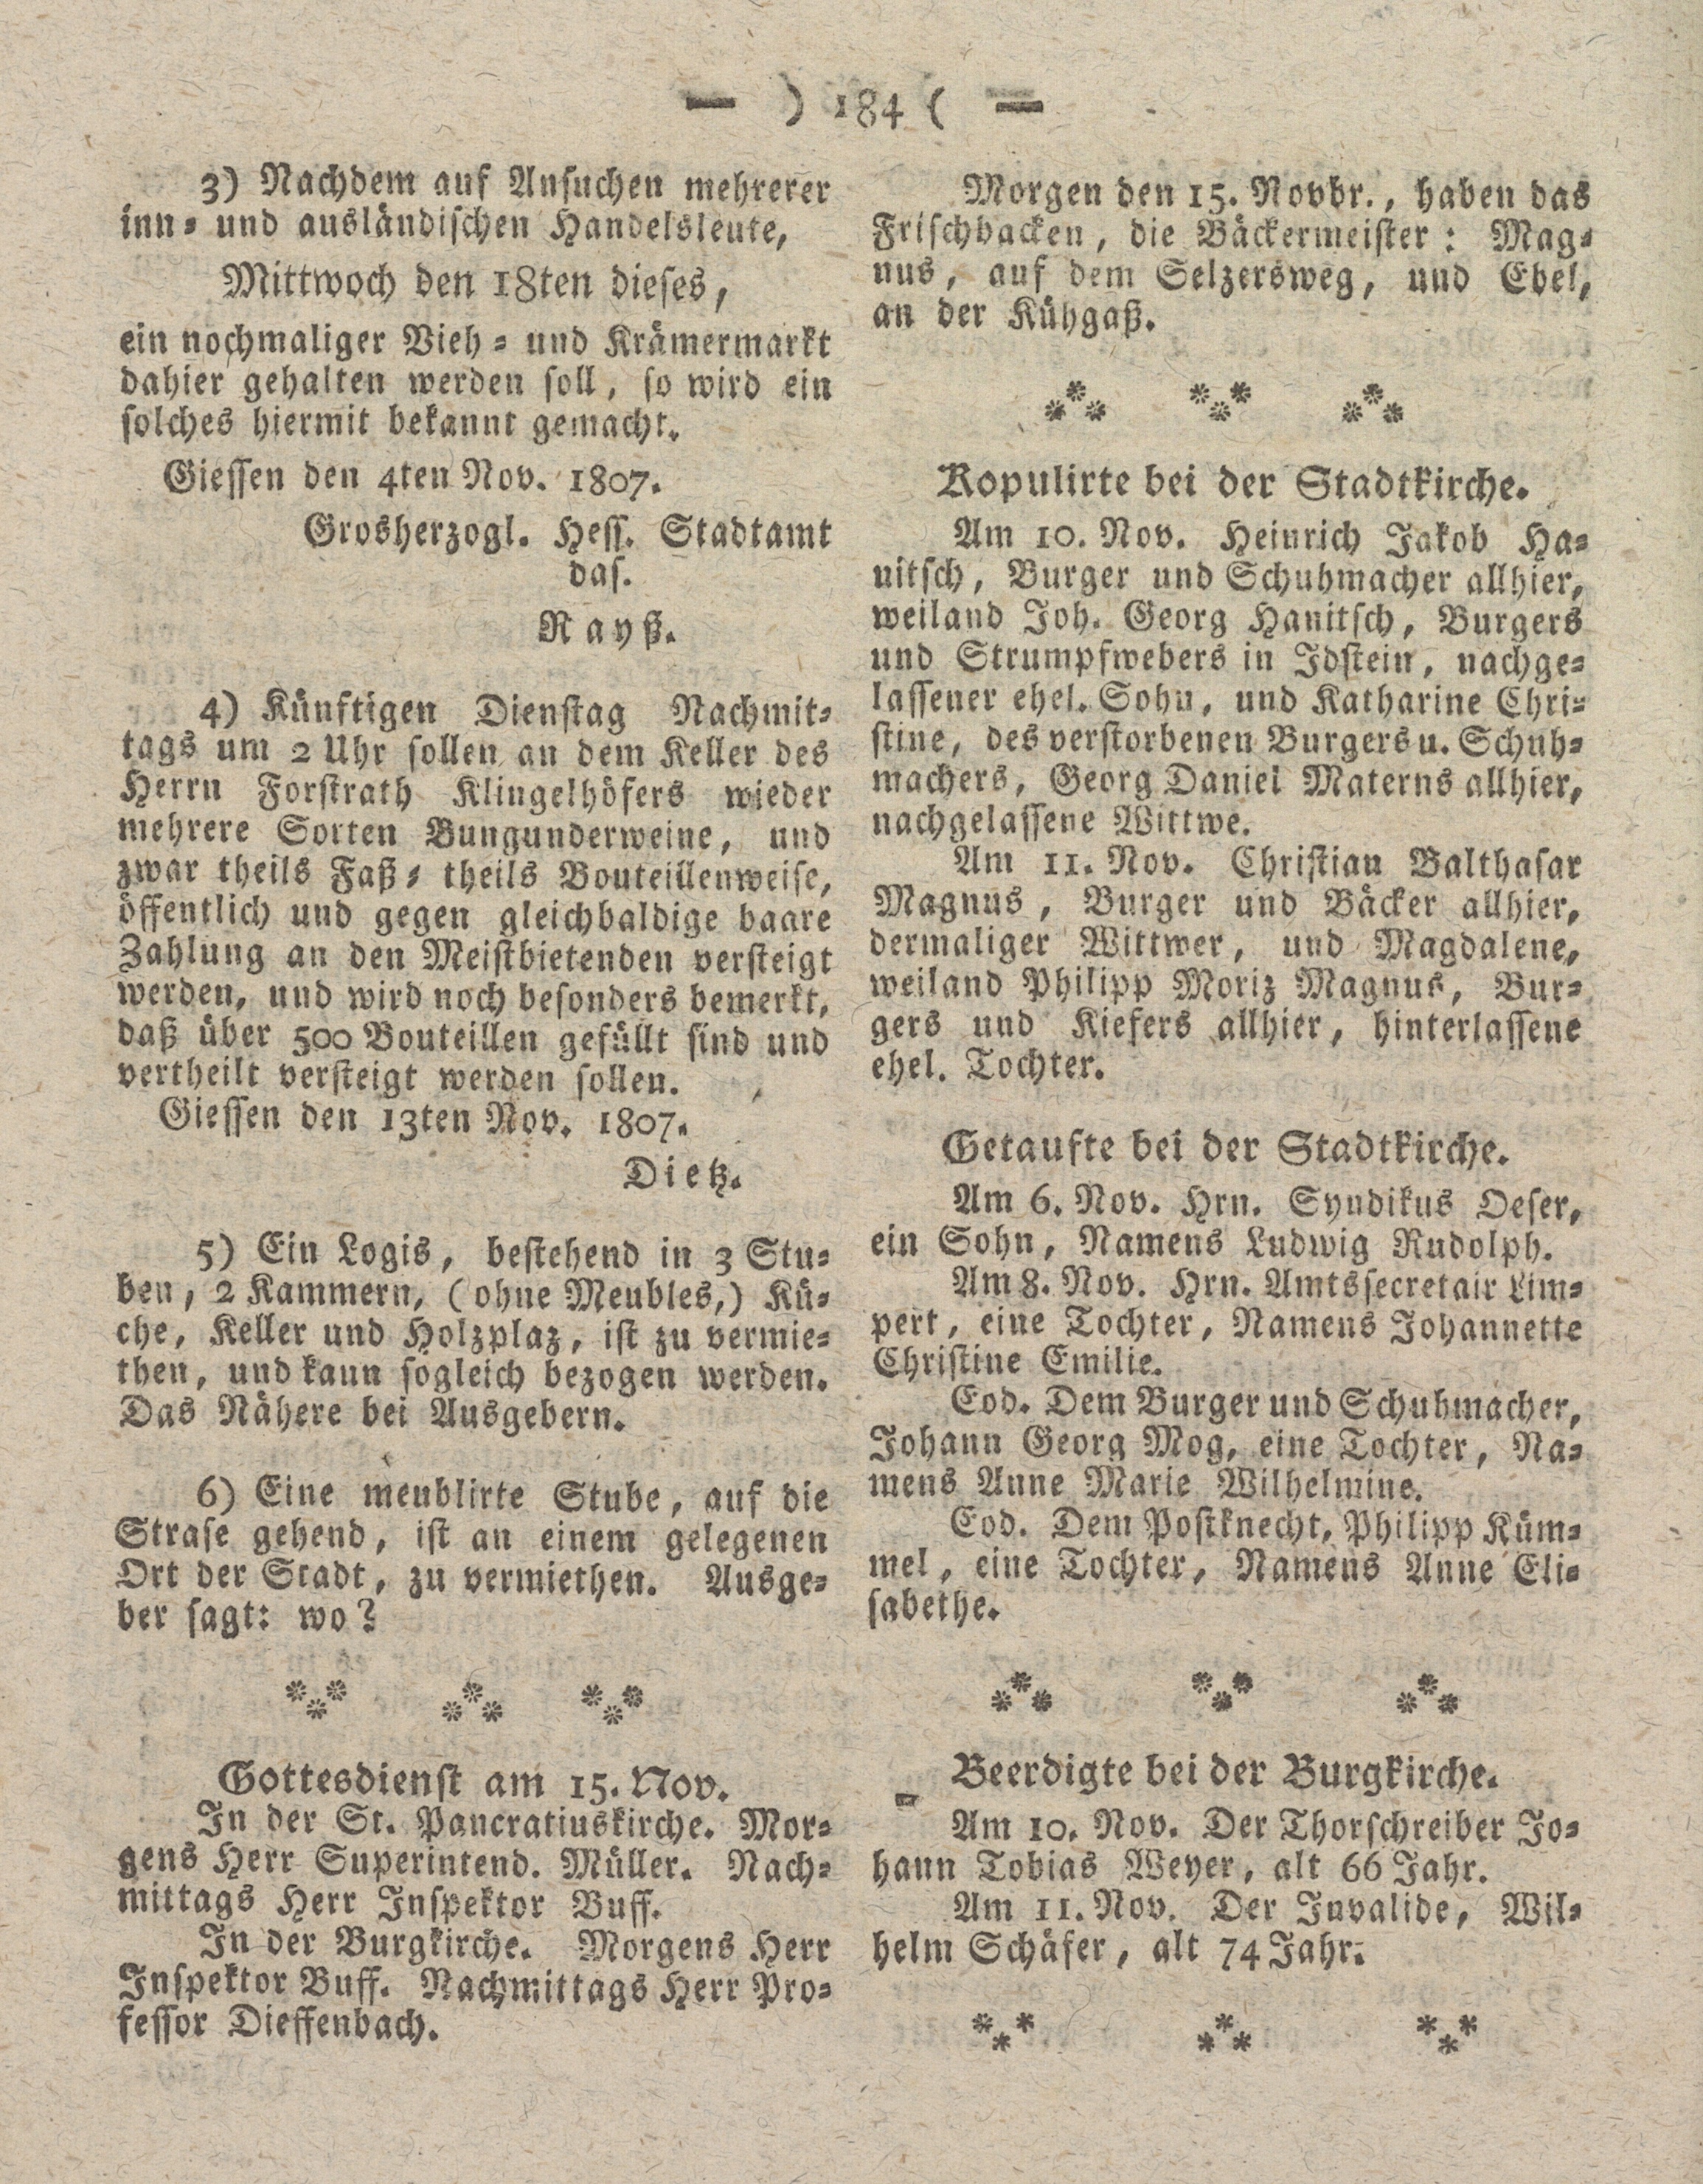 — ) 184 ( —
3) Nachdem auf Ansuchen mehrerer
inn- und ausländischen Handelsleute,
Mittwoch den 18ten dieses,
ein nochmaliger Vieh- und Krämermarkt
dahier gehalten werden soll, so wird ein
solches hiermit bekannt gemacht.
Giessen den 4ten Nov. 1807.
Grosherzogl. Hess. Stadtamt
das.
Rayß.
4) Künftigen Dienstag Nachmit-
tags um 2 Uhr sollen an dem Keller des
Herrn Forstrath Klingelhöfers wieder
mehrere Sorten Bungunderweine, und
zwar theils Faß- theils Bouteillenweise,
öffentlich und gegen gleichbaldige baare
Zahlung an den Meistbietenden versteigt
werden, und wird noch besonders bemerkt,
daß über 500 Bouteillen gefüllt sind und
vertheilt versteigt werden sollen.
Giessen den 13ten Nov. 1807.
Dietz.
5) Ein Logis, bestehend in 3 Stu-
ben, 2 Kammern, (ohne Meubles,) Kü-
che, Keller und Holzplaz, ist zu vermie-
then, und kann sogleich bezogen werden.
Das Nähere bei Ausgebern.
6) Eine meublirte Stube, auf die
Strase gehend, ist an einem gelegenen
Ort der Stadt, zu vermiethen. Ausge-
ber sagt: wo?
Gottesdienst am 15. Nov.
In der St. Pancratiuskirche. Mor-
gens Herr Superintend. Müller. Nach-
mittags Herr Inspektor Buff.
In der Burgkirche. Morgens Herr
Inspektor Buff. Nachmittags Herr Pro-
fessor Dieffenbach.
Morgen den 15. Novbr., haben das
Frischbacken, die Bäckermeister: Mag-
nus, auf dem Selzersweg, und Ebel,
an der Kühgaß.
Kopulirte bei der Stadtkirche.
Am 10. Nov. Heinrich Jakob Ha-
nitsch, Burger und Schuhmacher allhier,
weiland Joh. Georg Hanitsch, Burgers
und Strumpfwebers in Idstein, nachge-
lassener ehel. Sohn, und Katharine Chri-
stine, des verstorbenen Burgers u. Schuh-
machers, Georg Daniel Materns allhier,
nachgelassene Wittwe.
Am 11. Nov. Christian Balthasar
Magnus, Burger und Bäcker allhier,
dermaliger Wittwer, und Magdalene,
weiland Philipp Moriz Magnus, Bur-
gers und Kiefers allhier, hinterlassene
ehel. Tochter.
Getaufte bei der Stadtkirche.
Am 6. Nov. Hrn. Syndikus Oeser,
ein Sohn, Namens Ludwig Rudolph.
Am 8. Nov. Hrn. Amtssecretair Lim-
pert, eine Tochter, Namens Johannette
Christine Emilie.
Eod. Dem Burger und Schuhmacher,
Johann Georg Mog, eine Tochter, Na-
mens Anne Marie Wilhelmine.
Eod. Dem Postknecht, Philipp Küm-
mel, eine Tochter, Namens Anne Eli-
sabethe.
Beerdigte bei der Burgkirche.
Am 10. Nov. Der Thorschreiber Jo-
hann Tobias Weyer, alt 66 Jahr.
Am 11. Nov. Der Invalide, Wil-
helm Schäfer, alt 74 Jahr.